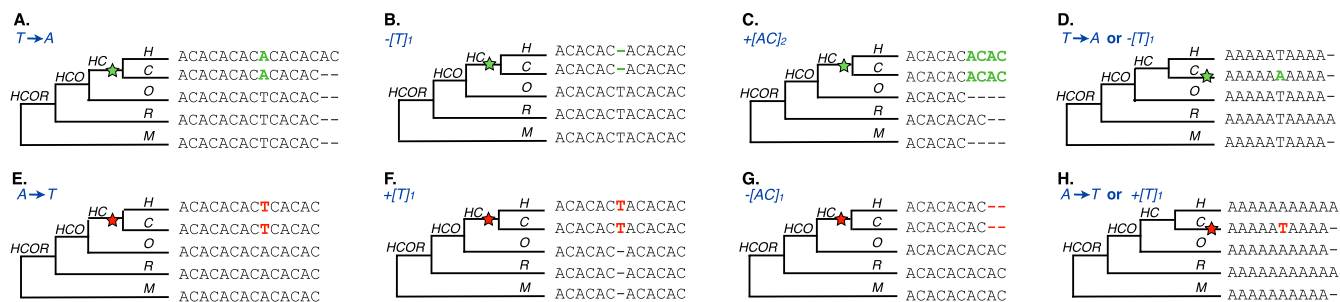 A.
T→A
H ACACACACACACACAC
HC
C ACACACACACACAC--
HCO
O ACACACACTCACAC--
HCOR
R ACACACACTCACAC--
M ACACACACTCACAC--
B.
-[T]1
H ACACAC-ACACAC
HC
C ACACAC-ACACAC
HCO
O ACACACTACACAC
HCOR
R ACACACTACACAC
M ACACACTACACAC
C.
+[AC]2
H ACACACACAC
HC
C ACACACACAC
HCO
O ACACAC----
HCOR
R ACACACAC--
M ACACAC----
D.
T→A or -[T]1
H AAAAATAAAA-
HC
C AAAAAAAAAA-
HCO
O AAAAATAAAA-
HCOR
R AAAAATAAAAA
M AAAAATAAAA-
E.
A→T
H ACACACACTCACAC
HC
C ACACACACTCACAC
HCO
O ACACACACACACAC
HCOR
R ACACACACACACAC
M ACACACACACACAC
F.
+[T]1
H ACACACTACACAC
HC
C ACACACTACACAC
HCO
O ACACAC-ACACAC
HCOR
R ACACAC-ACACAC
M ACACAC-ACACAC
G.
-[AC]1
H ACACACAC--
HC
C ACACACAC--
HCO
O ACACACACAC
HCOR
R ACACACACAC
M ACACACACAC
H.
A→T or +[T]1
H AAAAAAAAAAA
HC
C AAAAATAAAA-
HCO
O AAAAAAAAAA-
HCOR
R AAAAAAAAAAA
M AAAAAAAAAA-